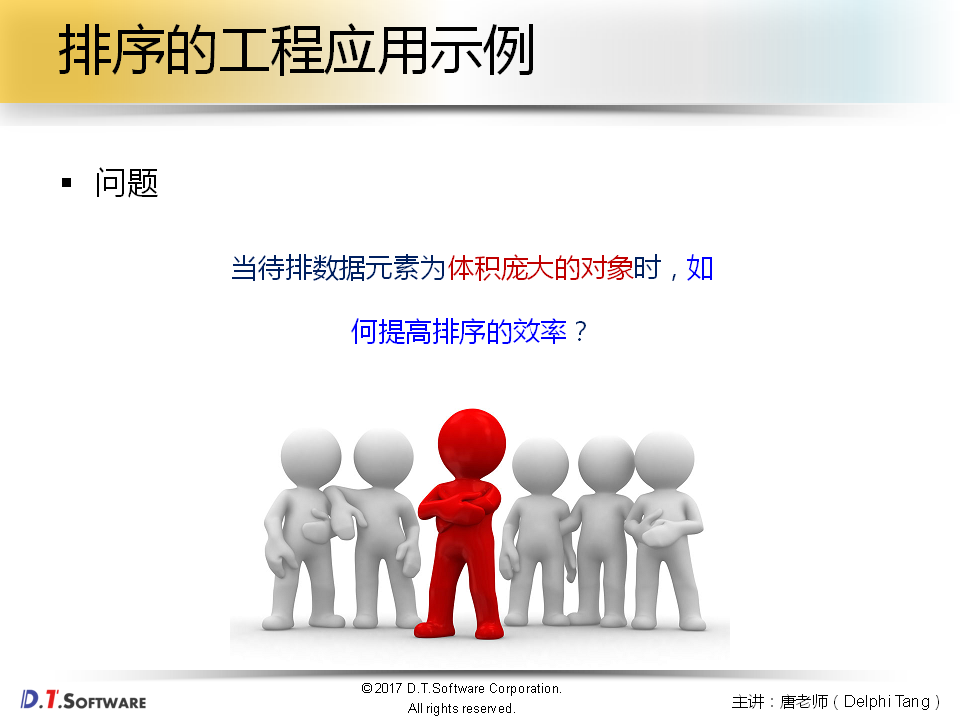 排序的工程应用示例
▪ 问题
当待排数据元素为体积庞大的对象时，如
何提高排序的效率？
D.T.SOFTWARE
©2017 D.T.Software Corporation.
All rights reserved.
主讲：唐老师（Delphi Tang）